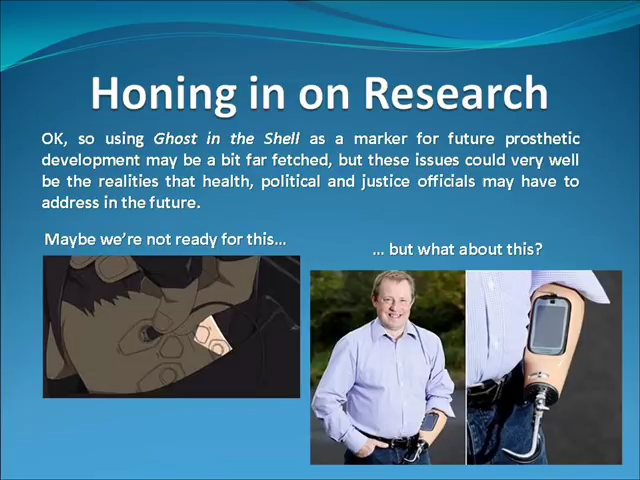 Honing in on Research
OK, so using Ghost in the Shell as a marker for future prosthetic
development may be a bit far fetched, but these issues could very well
be the realities that health, political and justice officials may have to
address in the future.
Maybe we’re not ready for this...
... but what about this?